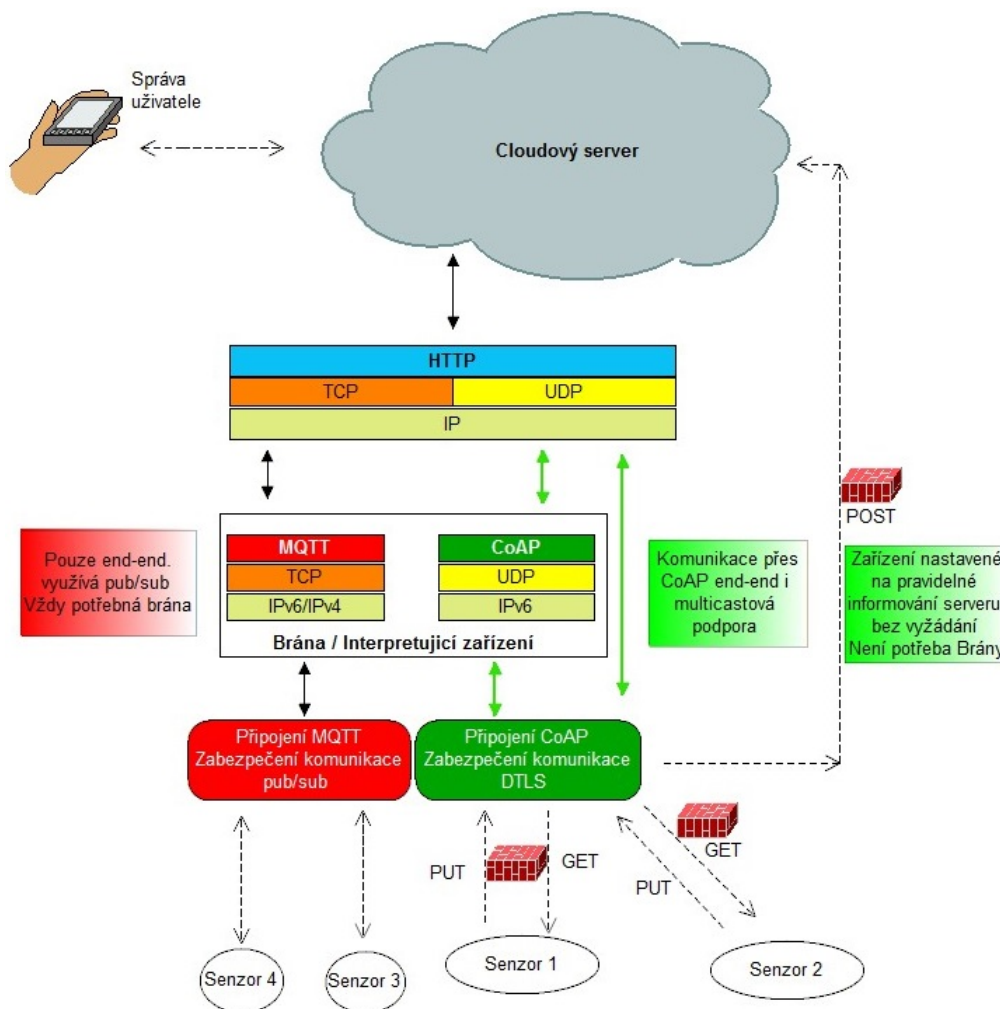 Správa
uživatele
Cloudový server
HTTP
TCP
UDP
IP
POST
Pouze end-end.
využívá pub/sub
Vždy potřebná brána
MQTT
TCP
IPv6/IPv4
CoAP
UDP
IPv6
Brána / Interpretujicí zařízení
Komunikace přes
CoAP end-end i
multicastová
podpora
Zařízení nastavené
na pravidelné
informování serveru
bez vyžádání
Není potřeba Brány
Připojení MQTT
Zabezpečení komunikace
pub/sub
Připojení CoAP
Zabezpečení komunikace
DTLS
PUT
GET
GET
PUT
Senzor 4
Senzor 3
Senzor 1
Senzor 2